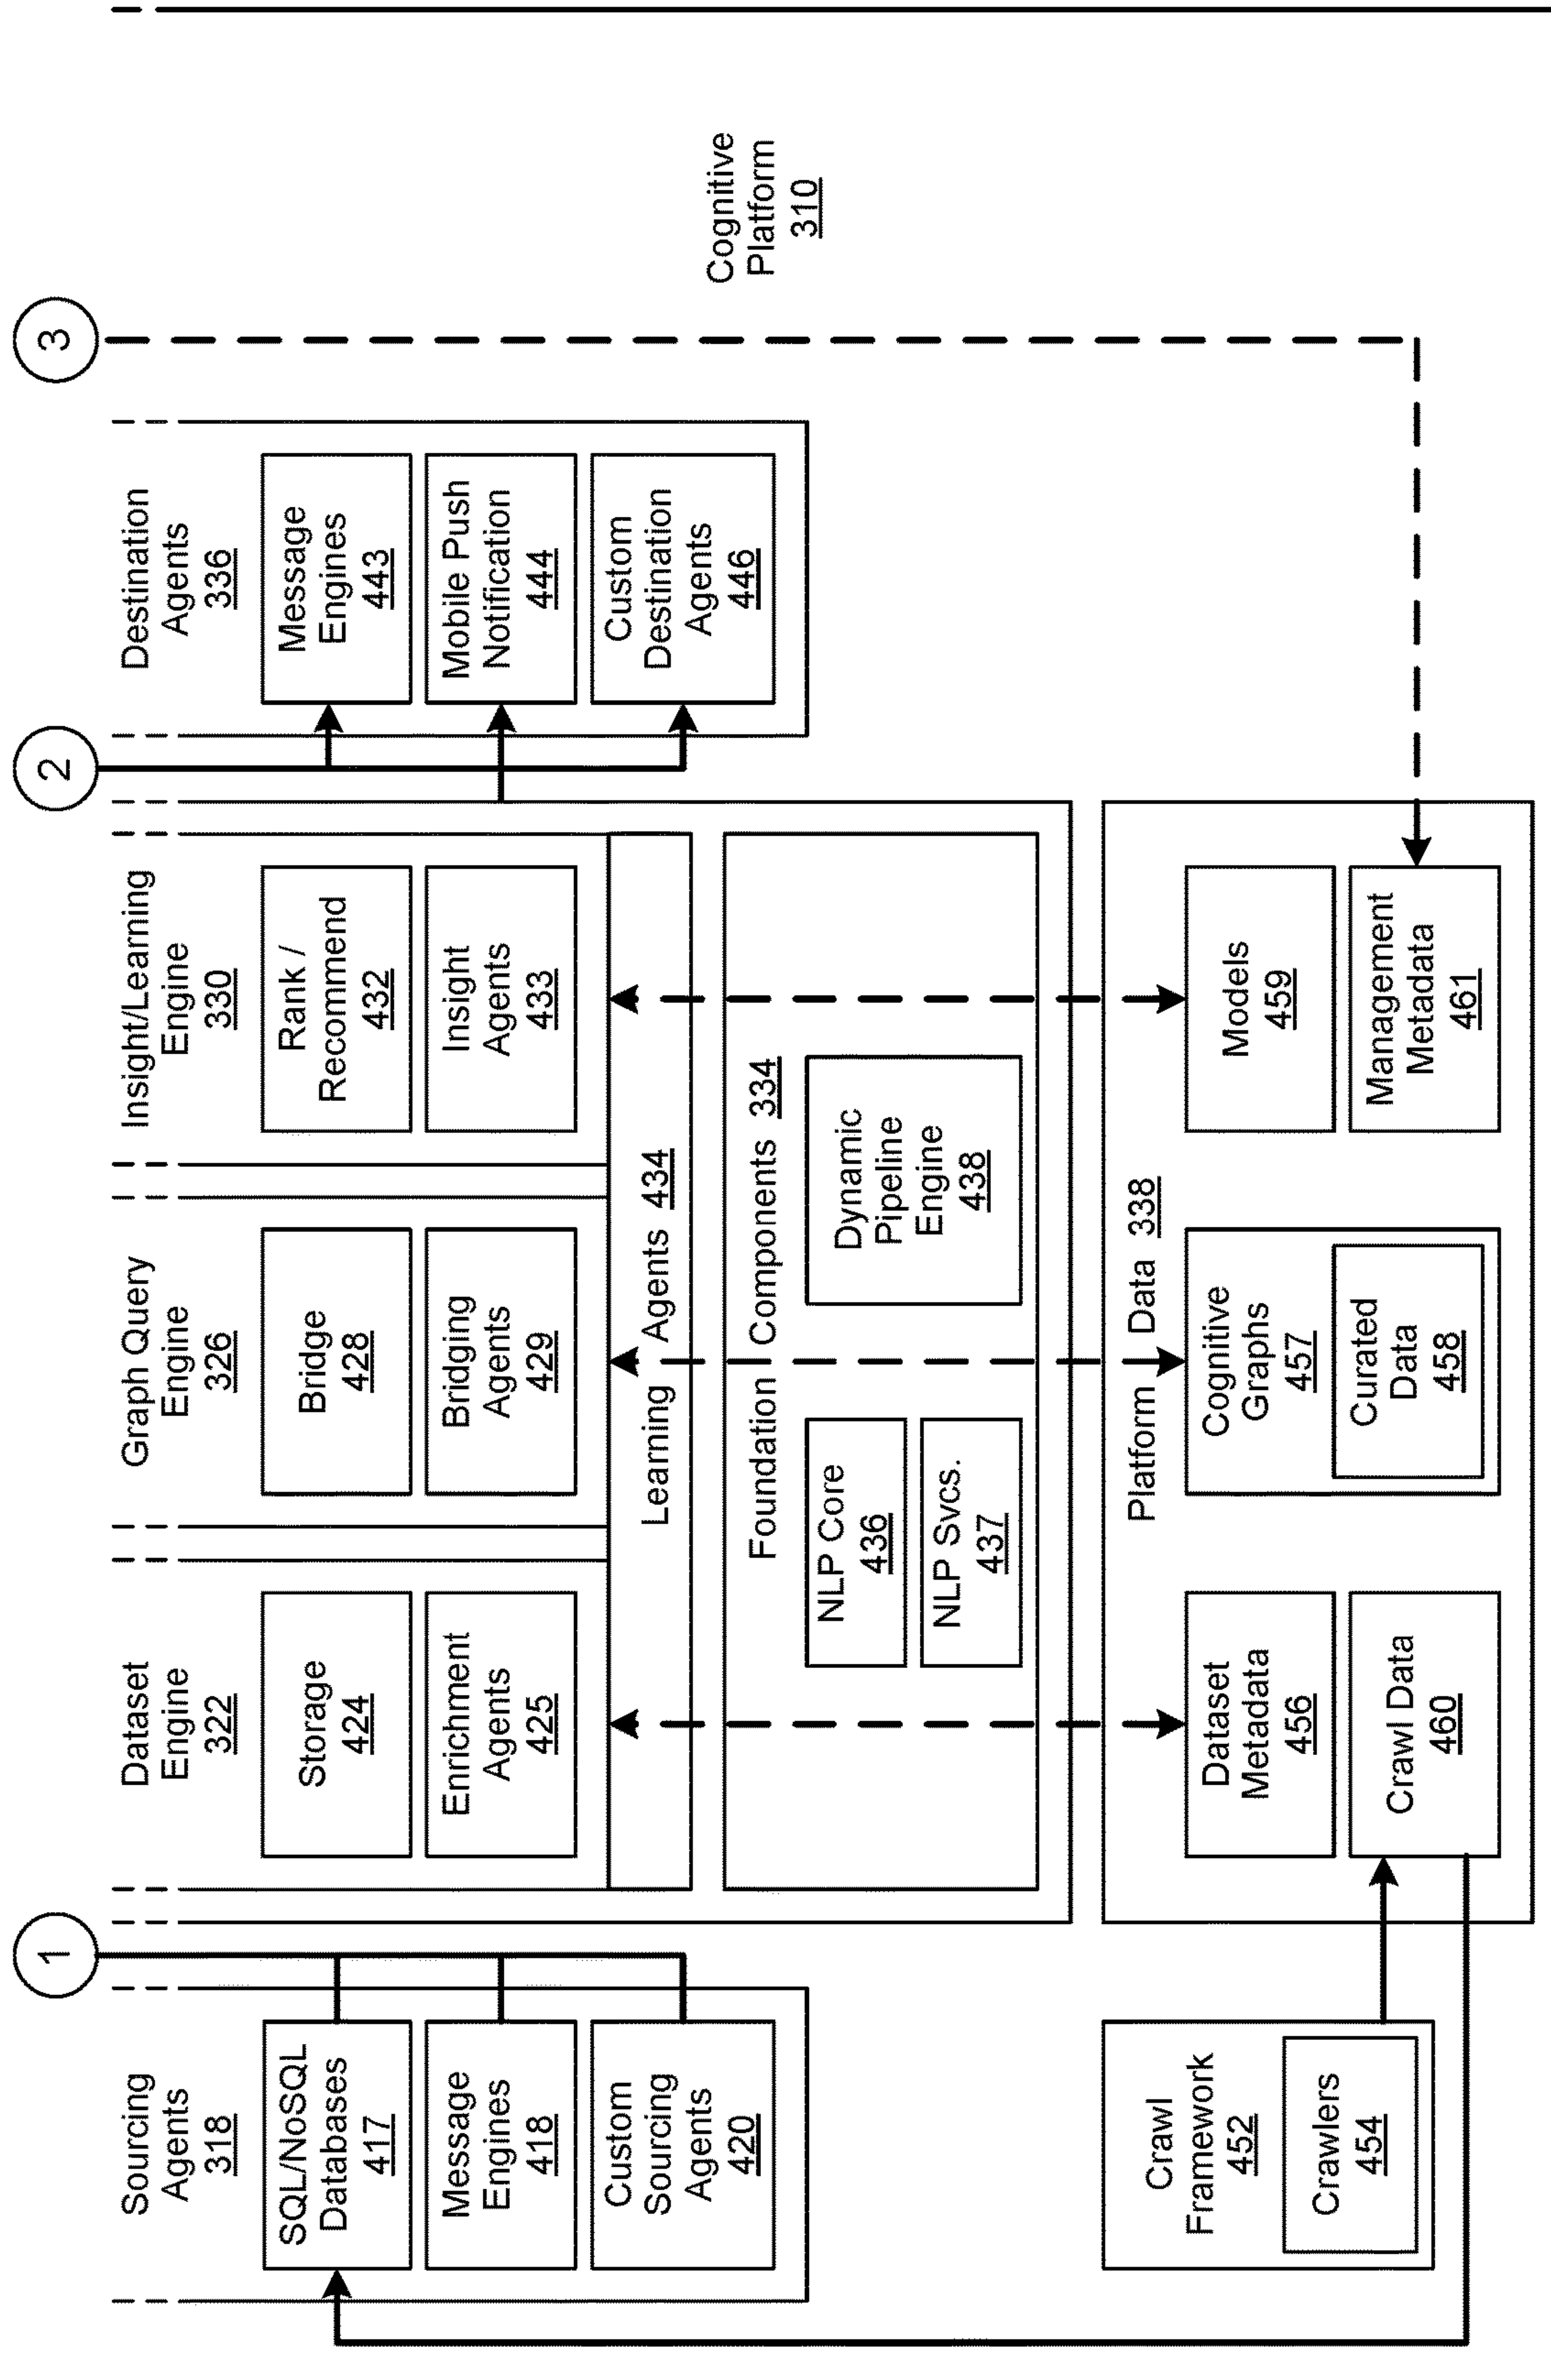 1
2
3
Sourcing
Agents
318
SQL/NoSQL
Databases
417
Message
Engines
418
Custom
Sourcing
Agents
420
Dataset
Engine
322
Storage
424
Enrichment
Agents
425
Graph Query
Engine
326
Bridge
428
Bridging
Agents
429
Insight/Learning
Engine
330
Rank /
Recommend
432
Insight
Agents
433
Learning Agents 434
Foundation Components 334
NLP Core
436
NLP Svcs.
437
Dynamic
Pipeline
Engine
438
Destination
Agents
336
Message
Engines
443
Mobile Push
Notification
444
Custom
Destination
Agents
446
Cognitive
Platform
310
Crawl
Framework
452
Crawlers
454
Platform Data 338
Dataset
Metadata
456
Crawl Data
460
Cognitive
Graphs
457
Curated
Data
458
Models
459
Management
Metadata
461